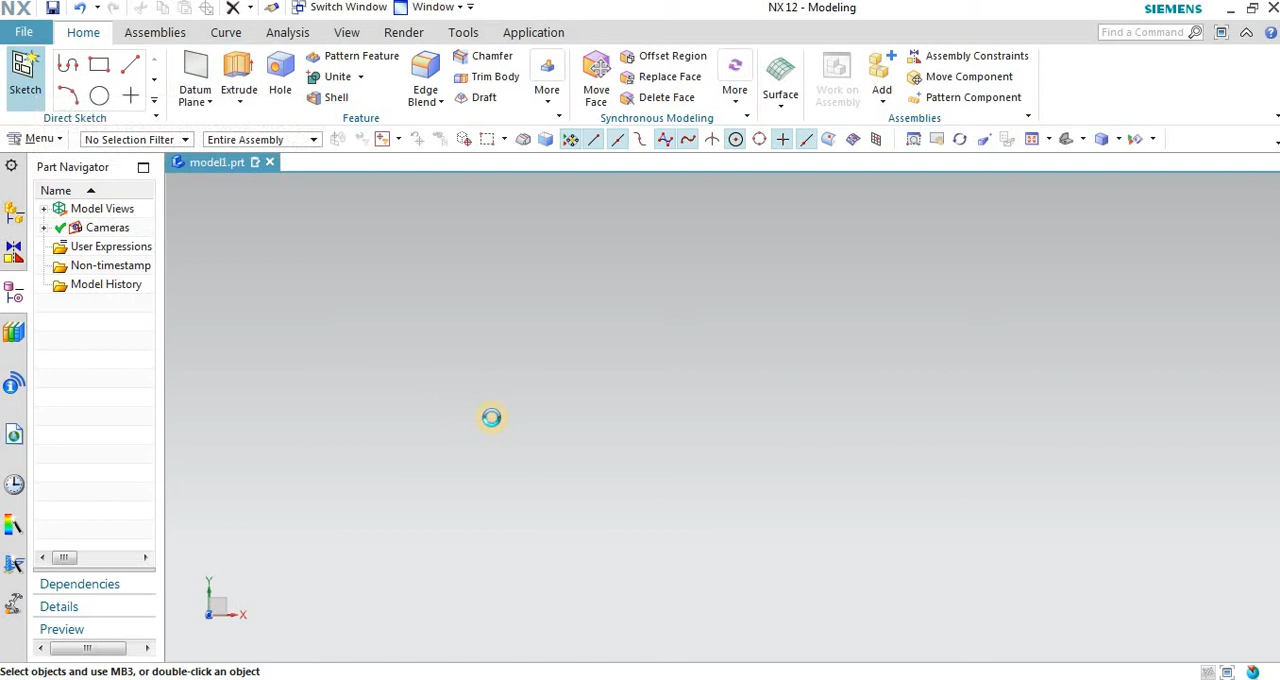 NX Switch Window Window NX 12 - Modeling SIEMENS
File Home Assemblies Curve Analysis View Render Tools Application Find a Command
Sketch
Direct Sketch
Datum Plane Extrude Hole Pattern Feature Unite Shell Edge Blend Chamfer Trim Body Draft More
Feature
Move Face Offset Region Replace Face Delete Face More
Synchronous Modeling
Surface
Work on Assembly Add Assembly Constraints Move Component Pattern Component
Assemblies
Menu No Selection Filter Entire Assembly
Part Navigator model1.prt
Name
Model Views
Cameras
User Expressions
Non-timestamp
Model History
Y
X
Dependencies
Details
Preview
Select objects and use MB3, or double-click an object